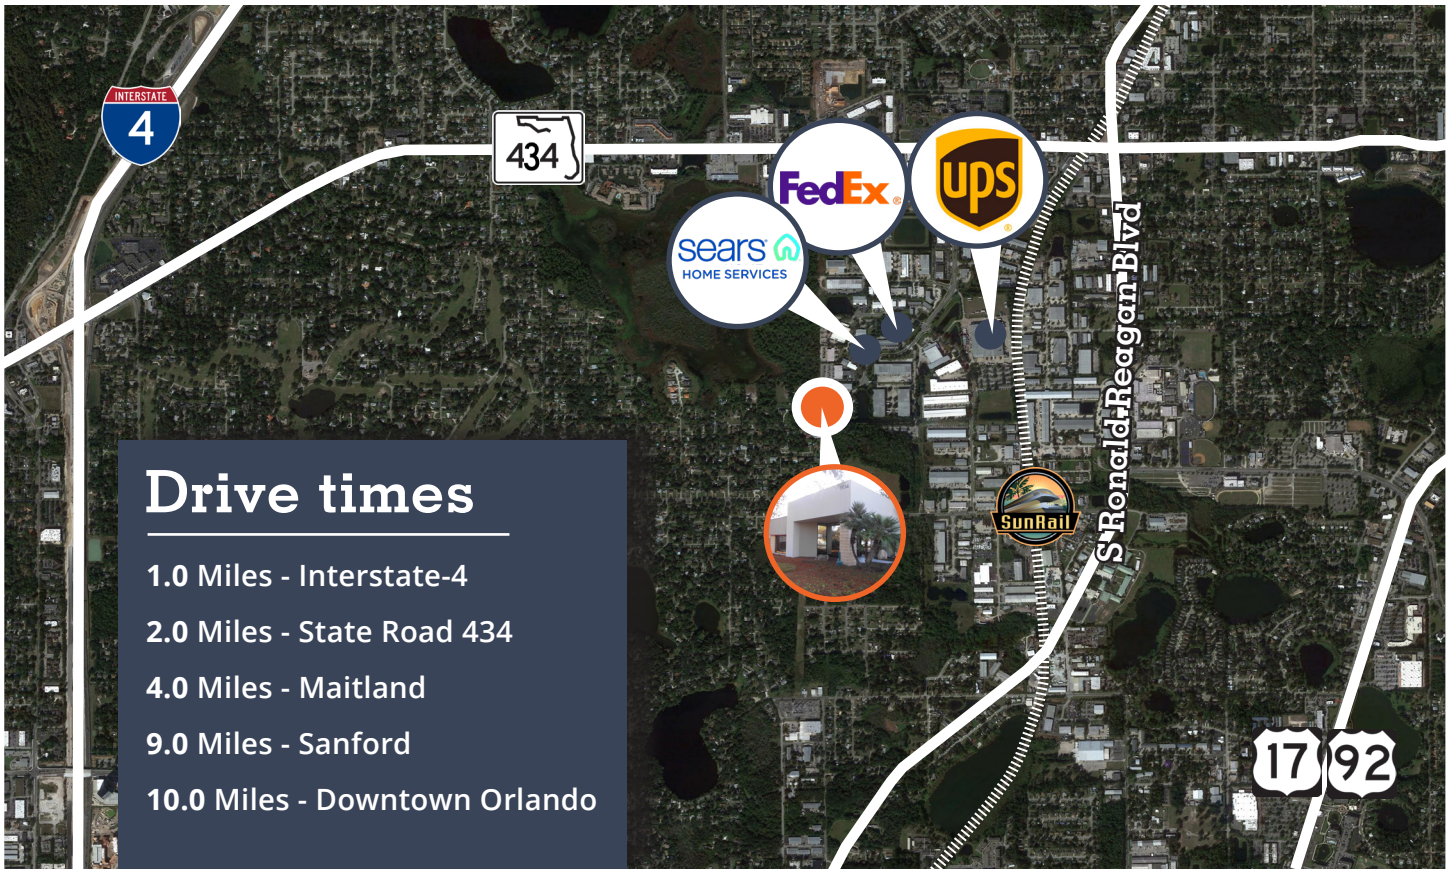 INTERSTATE
4
434
FedEx®
ups®
sears®
HOME SERVICES
S Ronald Reagan Blvd
SunRail
Drive times
1.0 Miles - Interstate-4
2.0 Miles - State Road 434
4.0 Miles - Maitland
9.0 Miles - Sanford
10.0 Miles - Downtown Orlando
17 92